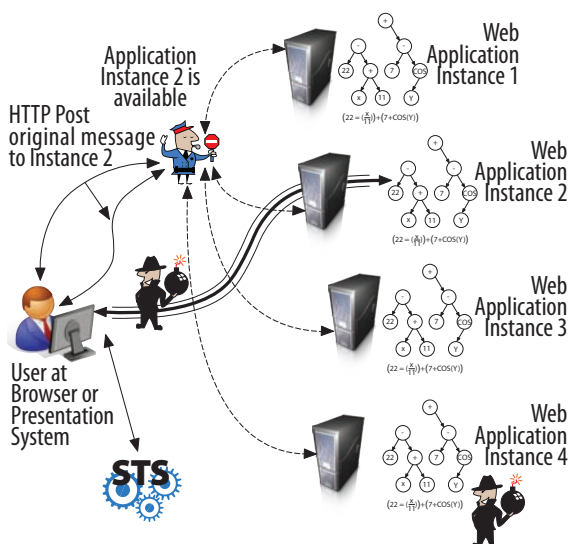 Application
Instance 2 is
available
HTTP Post
original message
to Instance 2
User at
Browser or
Presentation
System
STS
Web
Application
Instance 1
+
- -
22 + 7 COS
x 11 Y
(22 = (x/11))+(7+COS(Y))
Web
Application
Instance 2
+
- -
22 + 7 COS
x 11 Y
(22 = (x/11))+(7+COS(Y))
Web
Application
Instance 3
+
- -
22 + 7 COS
x 11 Y
(22 = (x/11))+(7+COS(Y))
Web
Application
Instance 4
+
- -
22 + 7 COS
x 11 Y
(22 = (x/11))+(7+COS(Y))